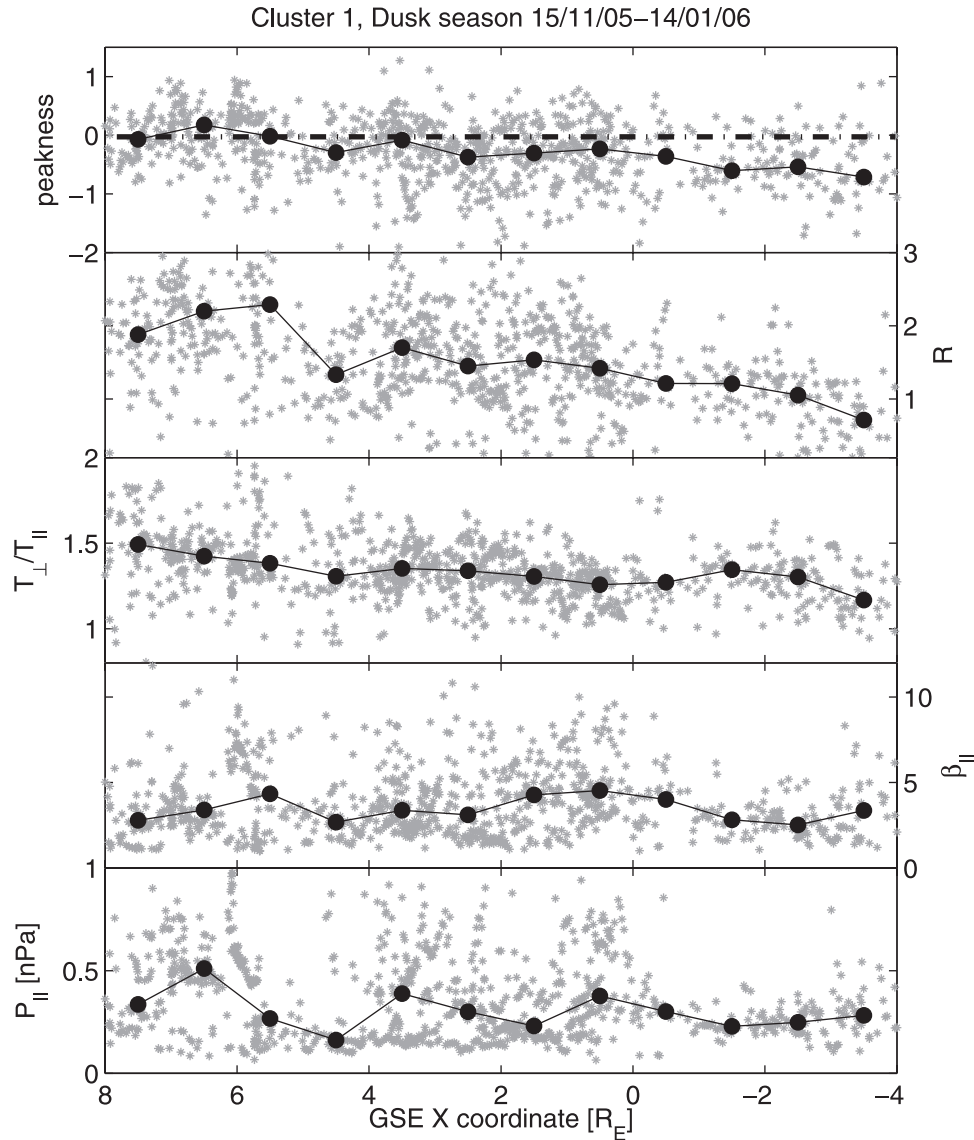 Cluster 1, Dusk season 15/11/05–14/01/06
1
0
−1
−2
peakness
3
2
1
R
2
1.5
1
T⊥/T||
10
5
0
β||
1
0.5
0
P|| [nPa]
8 6 4 2 0 −2 −4
GSE X coordinate [R_E]